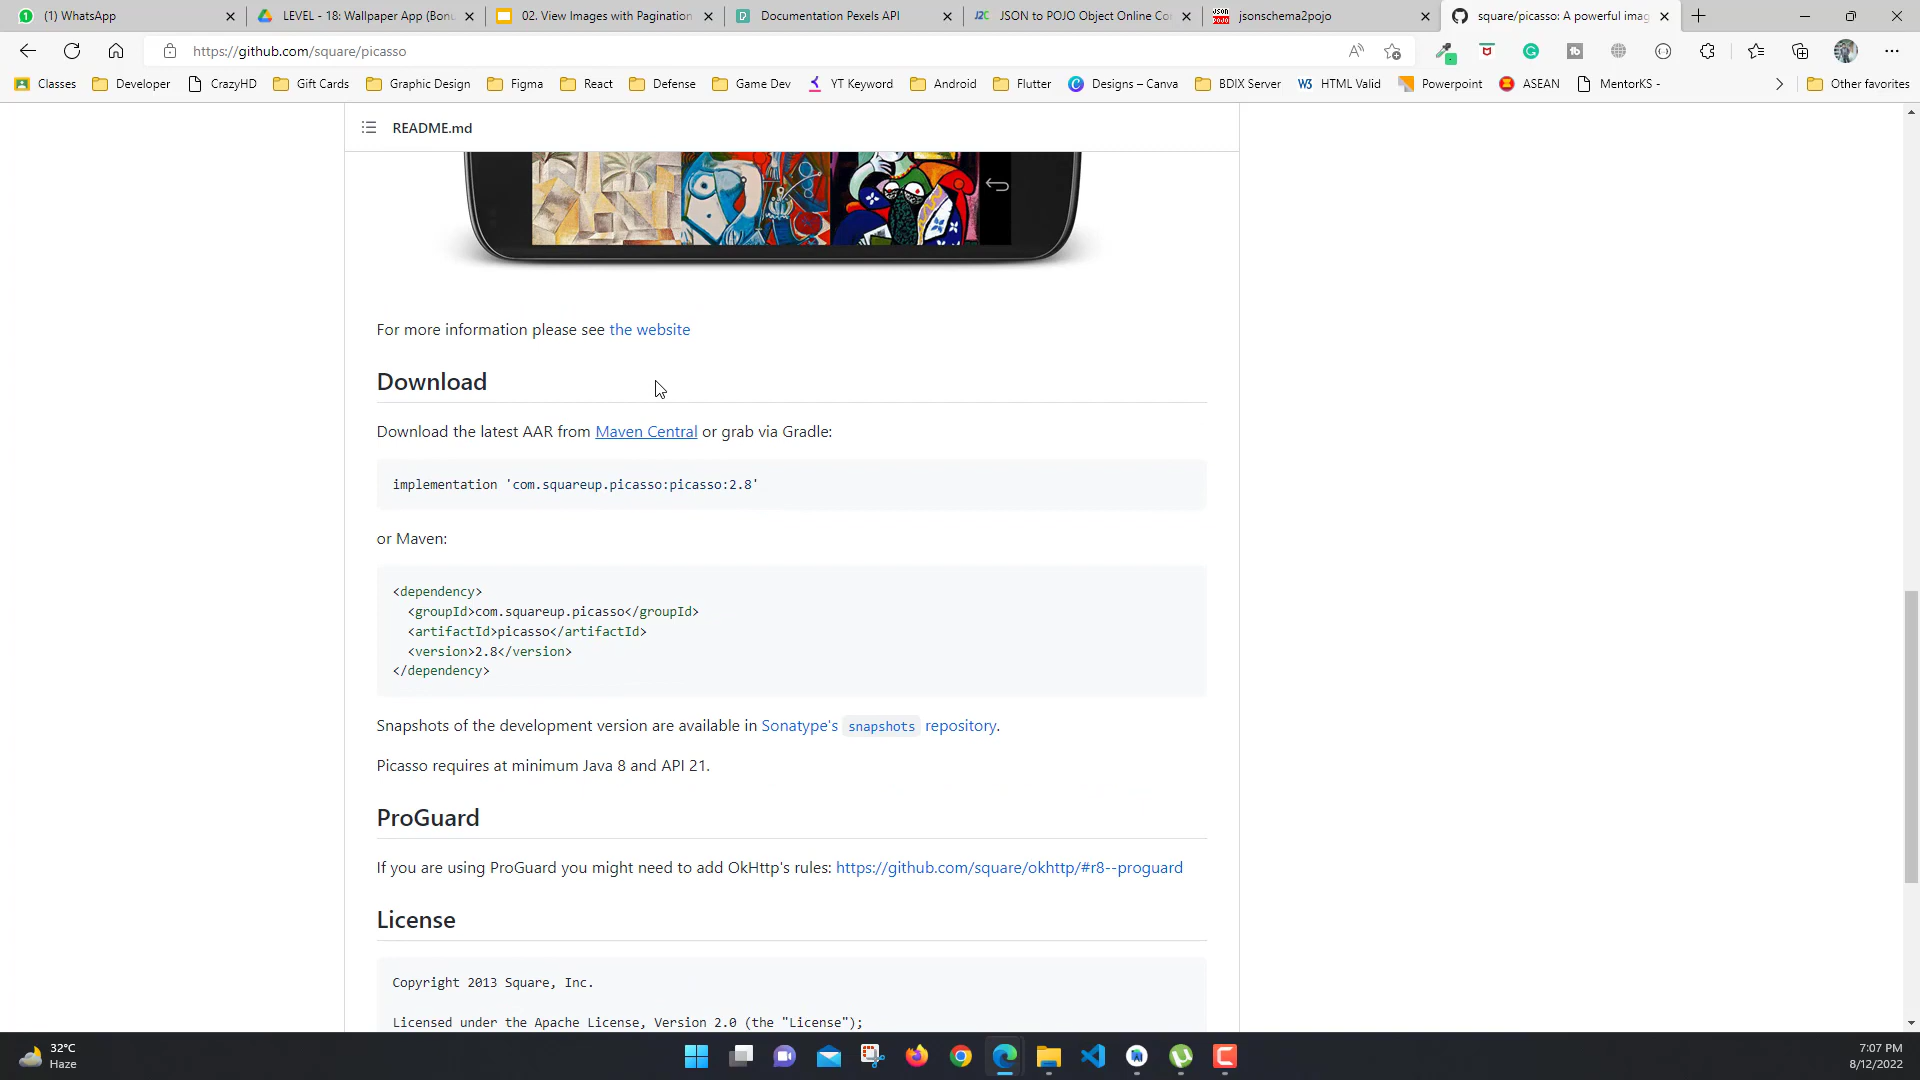 (1) WhatsApp
LEVEL - 18: Wallpaper App (Bonu
02. View Images with Pagination
Documentation Pexels API
J2C JSON to POJO Object Online Co
JSON POJO jsonschema2pojo
square/picasso: A powerful imag
https://github.com/square/picasso
Classes Developer CrazyHD Gift Cards Graphic Design Figma React Defense Game Dev YT Keyword Android Flutter Designs – Canva BDIX Server W3 HTML Valid Powerpoint ASEAN MentorKS - Other favorites
README.md
For more information please see the website
Download
Download the latest AAR from Maven Central or grab via Gradle:
implementation 'com.squareup.picasso:picasso:2.8'
or Maven:
<dependency>
<groupId>com.squareup.picasso</groupId>
<artifactId>picasso</artifactId>
<version>2.8</version>
</dependency>
Snapshots of the development version are available in Sonatype's snapshots repository.
Picasso requires at minimum Java 8 and API 21.
ProGuard
If you are using ProGuard you might need to add OkHttp's rules: https://github.com/square/okhttp/#r8--proguard
License
Copyright 2013 Square, Inc.
Licensed under the Apache License, Version 2.0 (the "License");
32°C
Haze
7:07 PM
8/12/2022